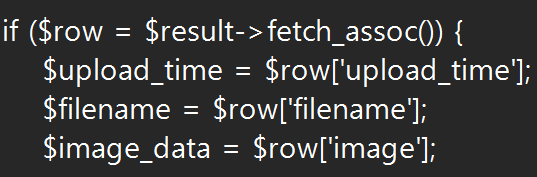 if ($row = $result->fetch_assoc()) {
$upload_time = $row['upload_time'];
$filename = $row['filename'];
$image_data = $row['image'];